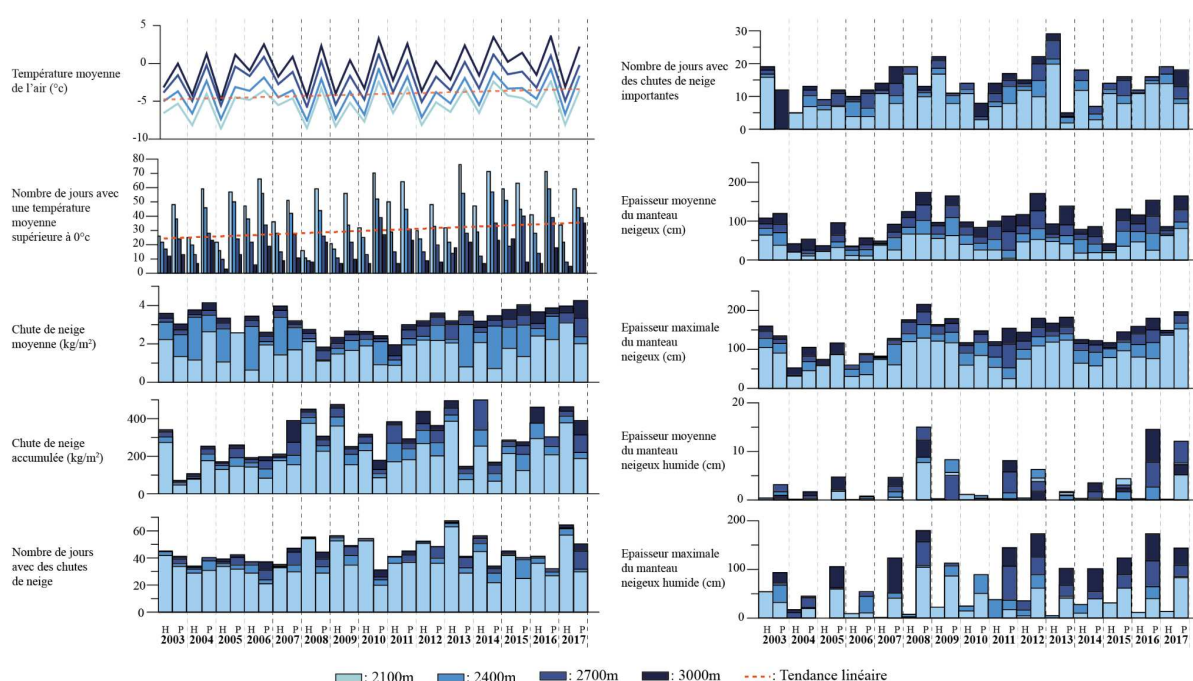 Température moyenne
de l'air (°c)
5
0
-5
-10
Nombre de jours avec
une température
moyenne
supérieure à 0°c
80
70
60
50
40
30
20
10
0
Chute de neige
moyenne (kg/m²)
4
2
0
Chute de neige
accumulée (kg/m²)
400
200
0
Nombre de jours
avec des chutes
de neige
60
40
20
0
H P H P H P H P H P H P H P H P H P H P H P H P H P H P H P
2003 2004 2005 2006 2007 2008 2009 2010 2011 2012 2013 2014 2015 2016 2017
Nombre de jours avec
des chutes de neige
importantes
30
20
10
0
Epaisseur moyenne
du manteau
neigeux (cm)
200
100
0
Epaisseur maximale
du manteau
neigeux (cm)
200
100
0
Epaisseur moyenne
du manteau
neigeux humide (cm)
20
10
0
Epaisseur maximale
du manteau
neigeux humide (cm)
200
100
0
H P H P H P H P H P H P H P H P H P H P H P H P H P H P H P
2003 2004 2005 2006 2007 2008 2009 2010 2011 2012 2013 2014 2015 2016 2017
: 2100m : 2400m : 2700m : 3000m : Tendance linéaire